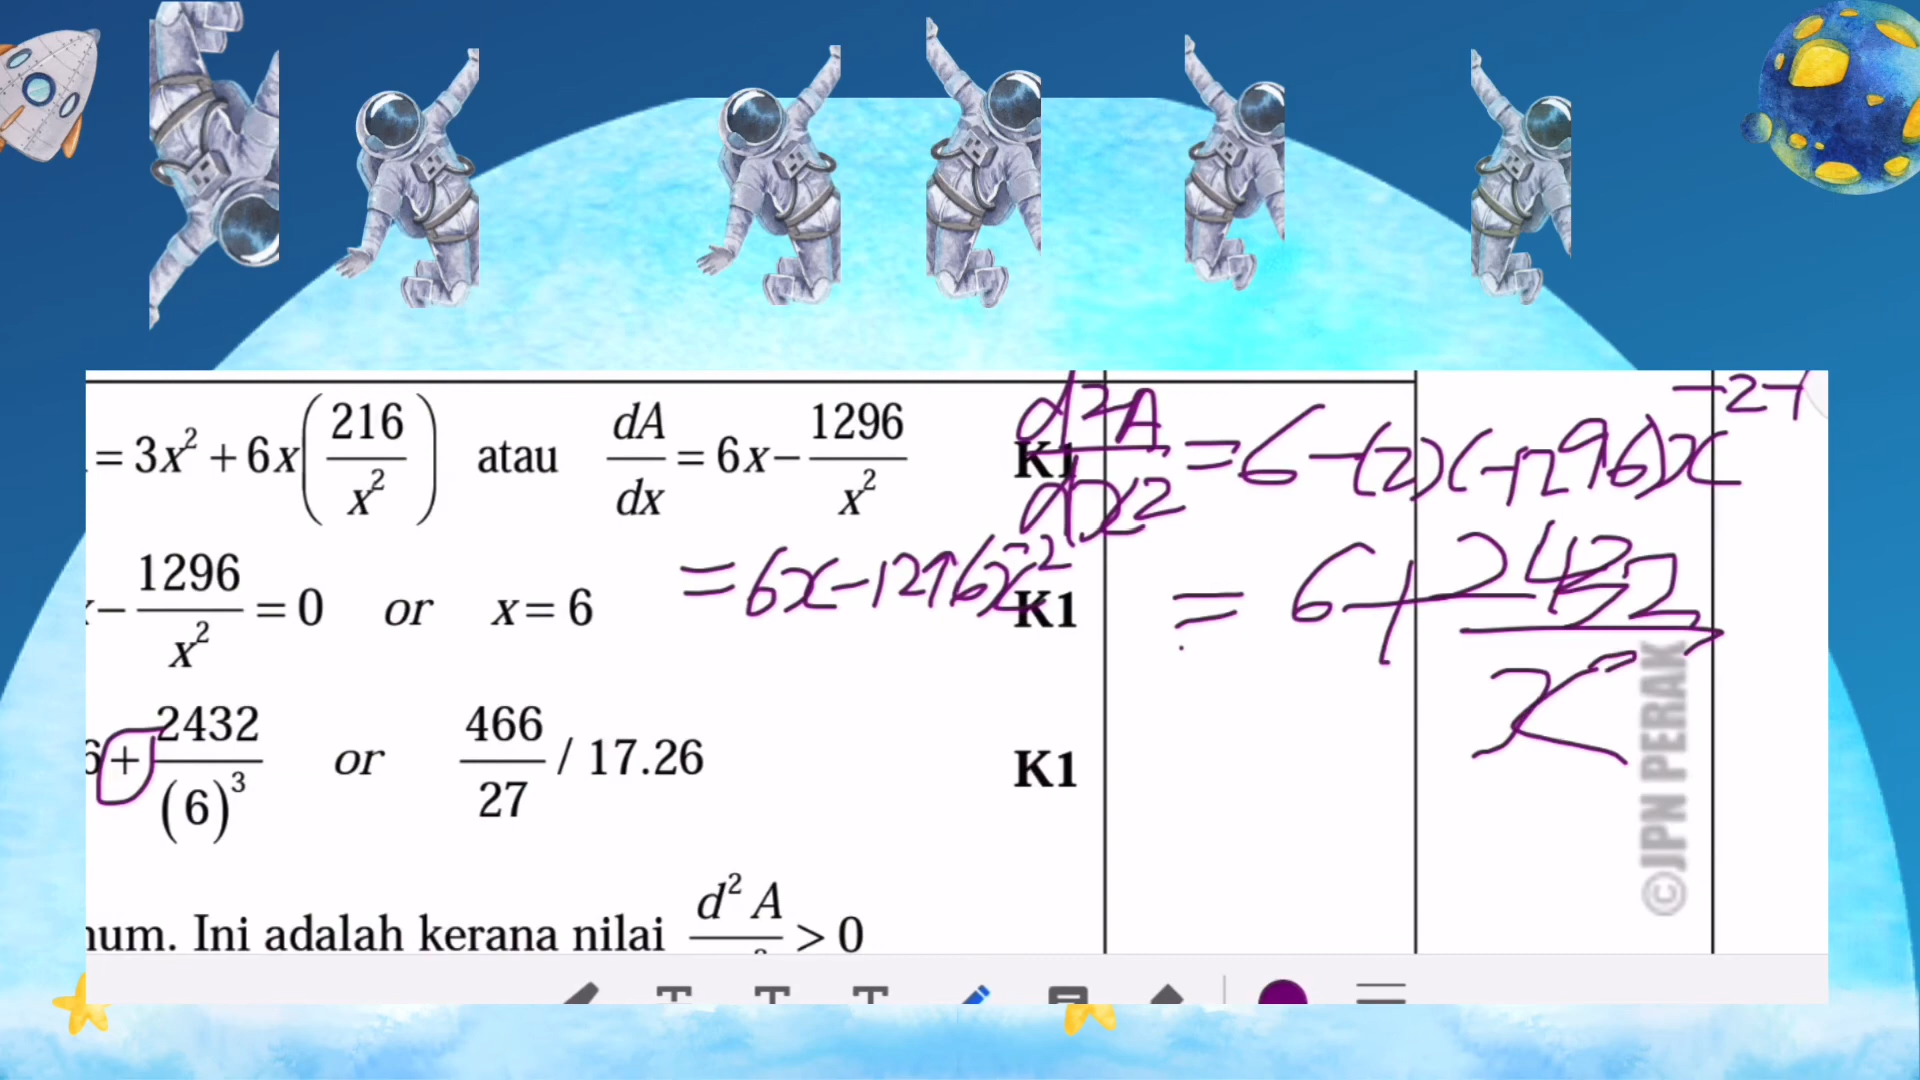 = 3x² + 6x(216/x²) atau dA/dx = 6x − 1296/x² K1
d²A/dx² = 6 − (2)(−1296)x⁻²⁻
− 1296/x² = 0 or x = 6 K1
= 6x − 1296x⁻²
= 6 + 2432/x
6 + 2432/(6)³ or 466/27 / 17.26 K1
num. Ini adalah kerana nilai d²A > 0
©JPN PERAK